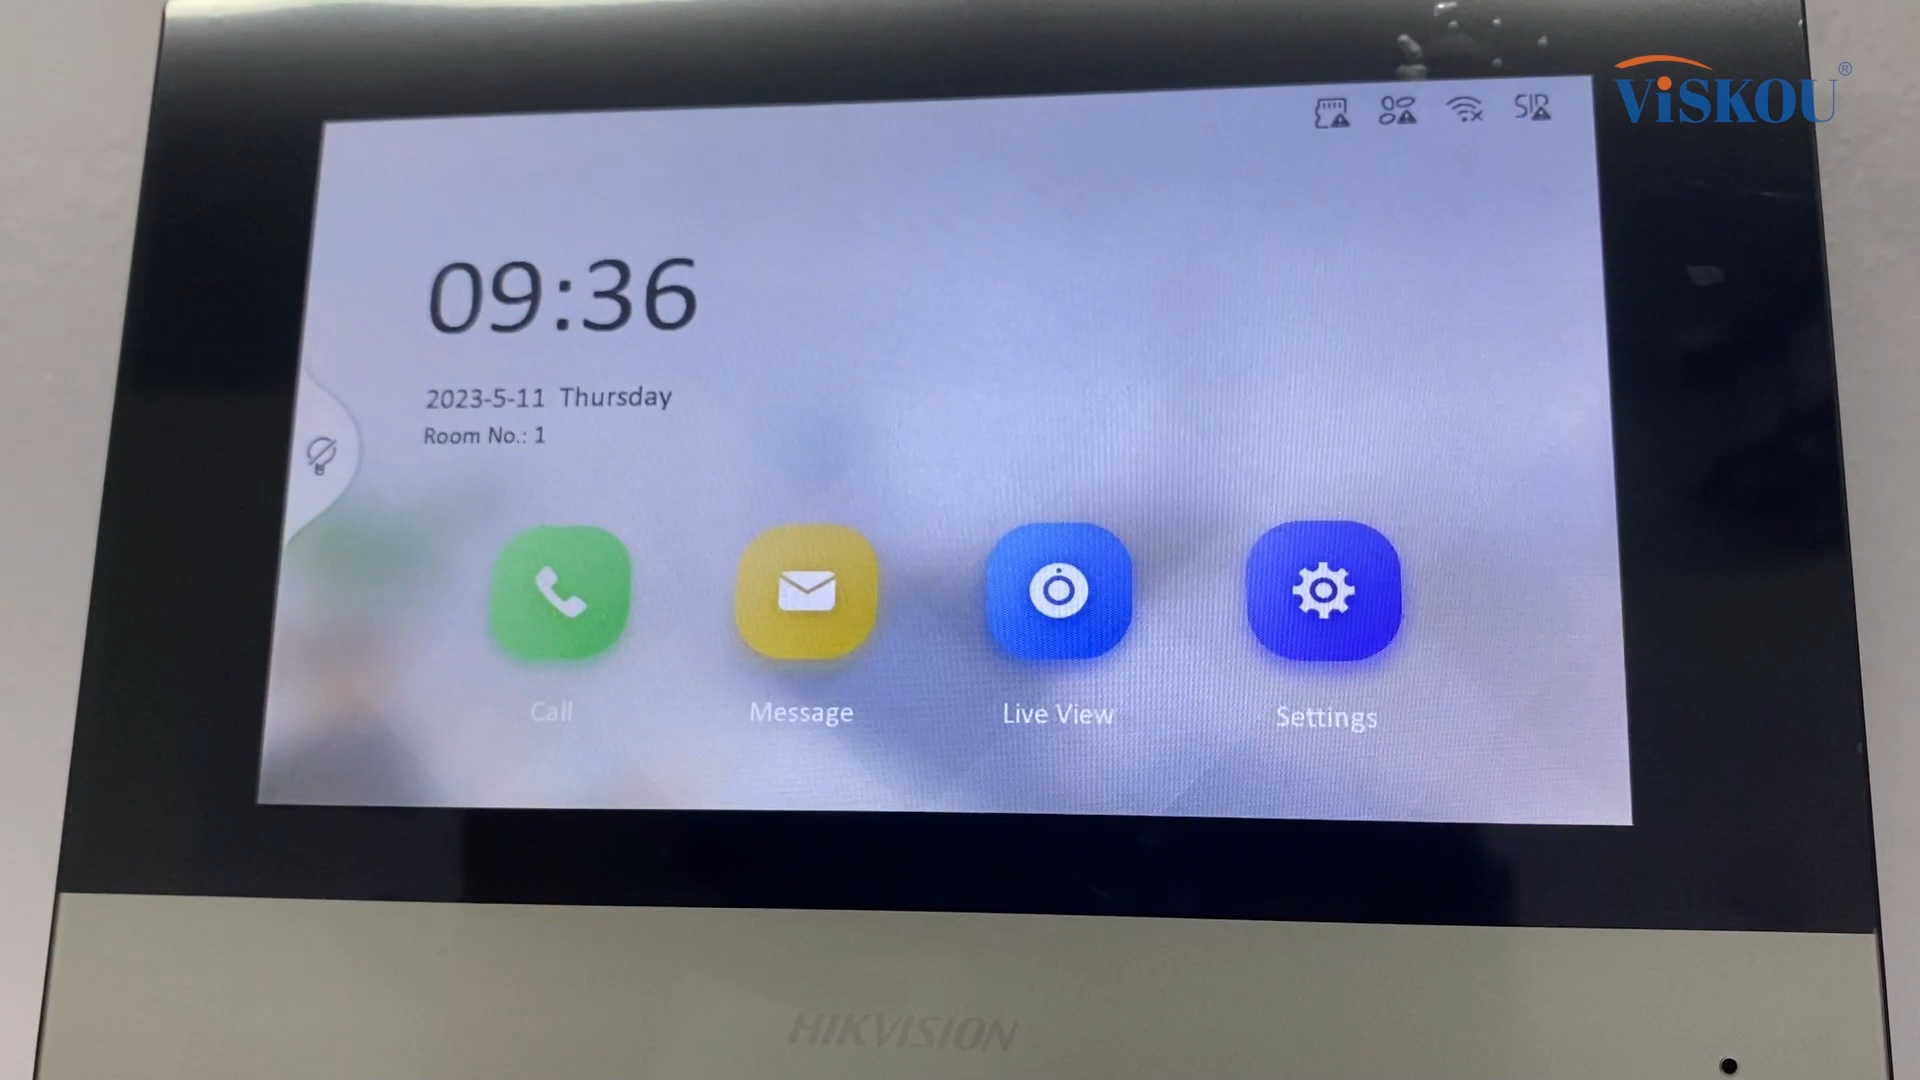 ViSKOU®
SIP
09:36
2023-5-11 Thursday
Room No.: 1
Call
Message
Live View
Settings
HIKVISION